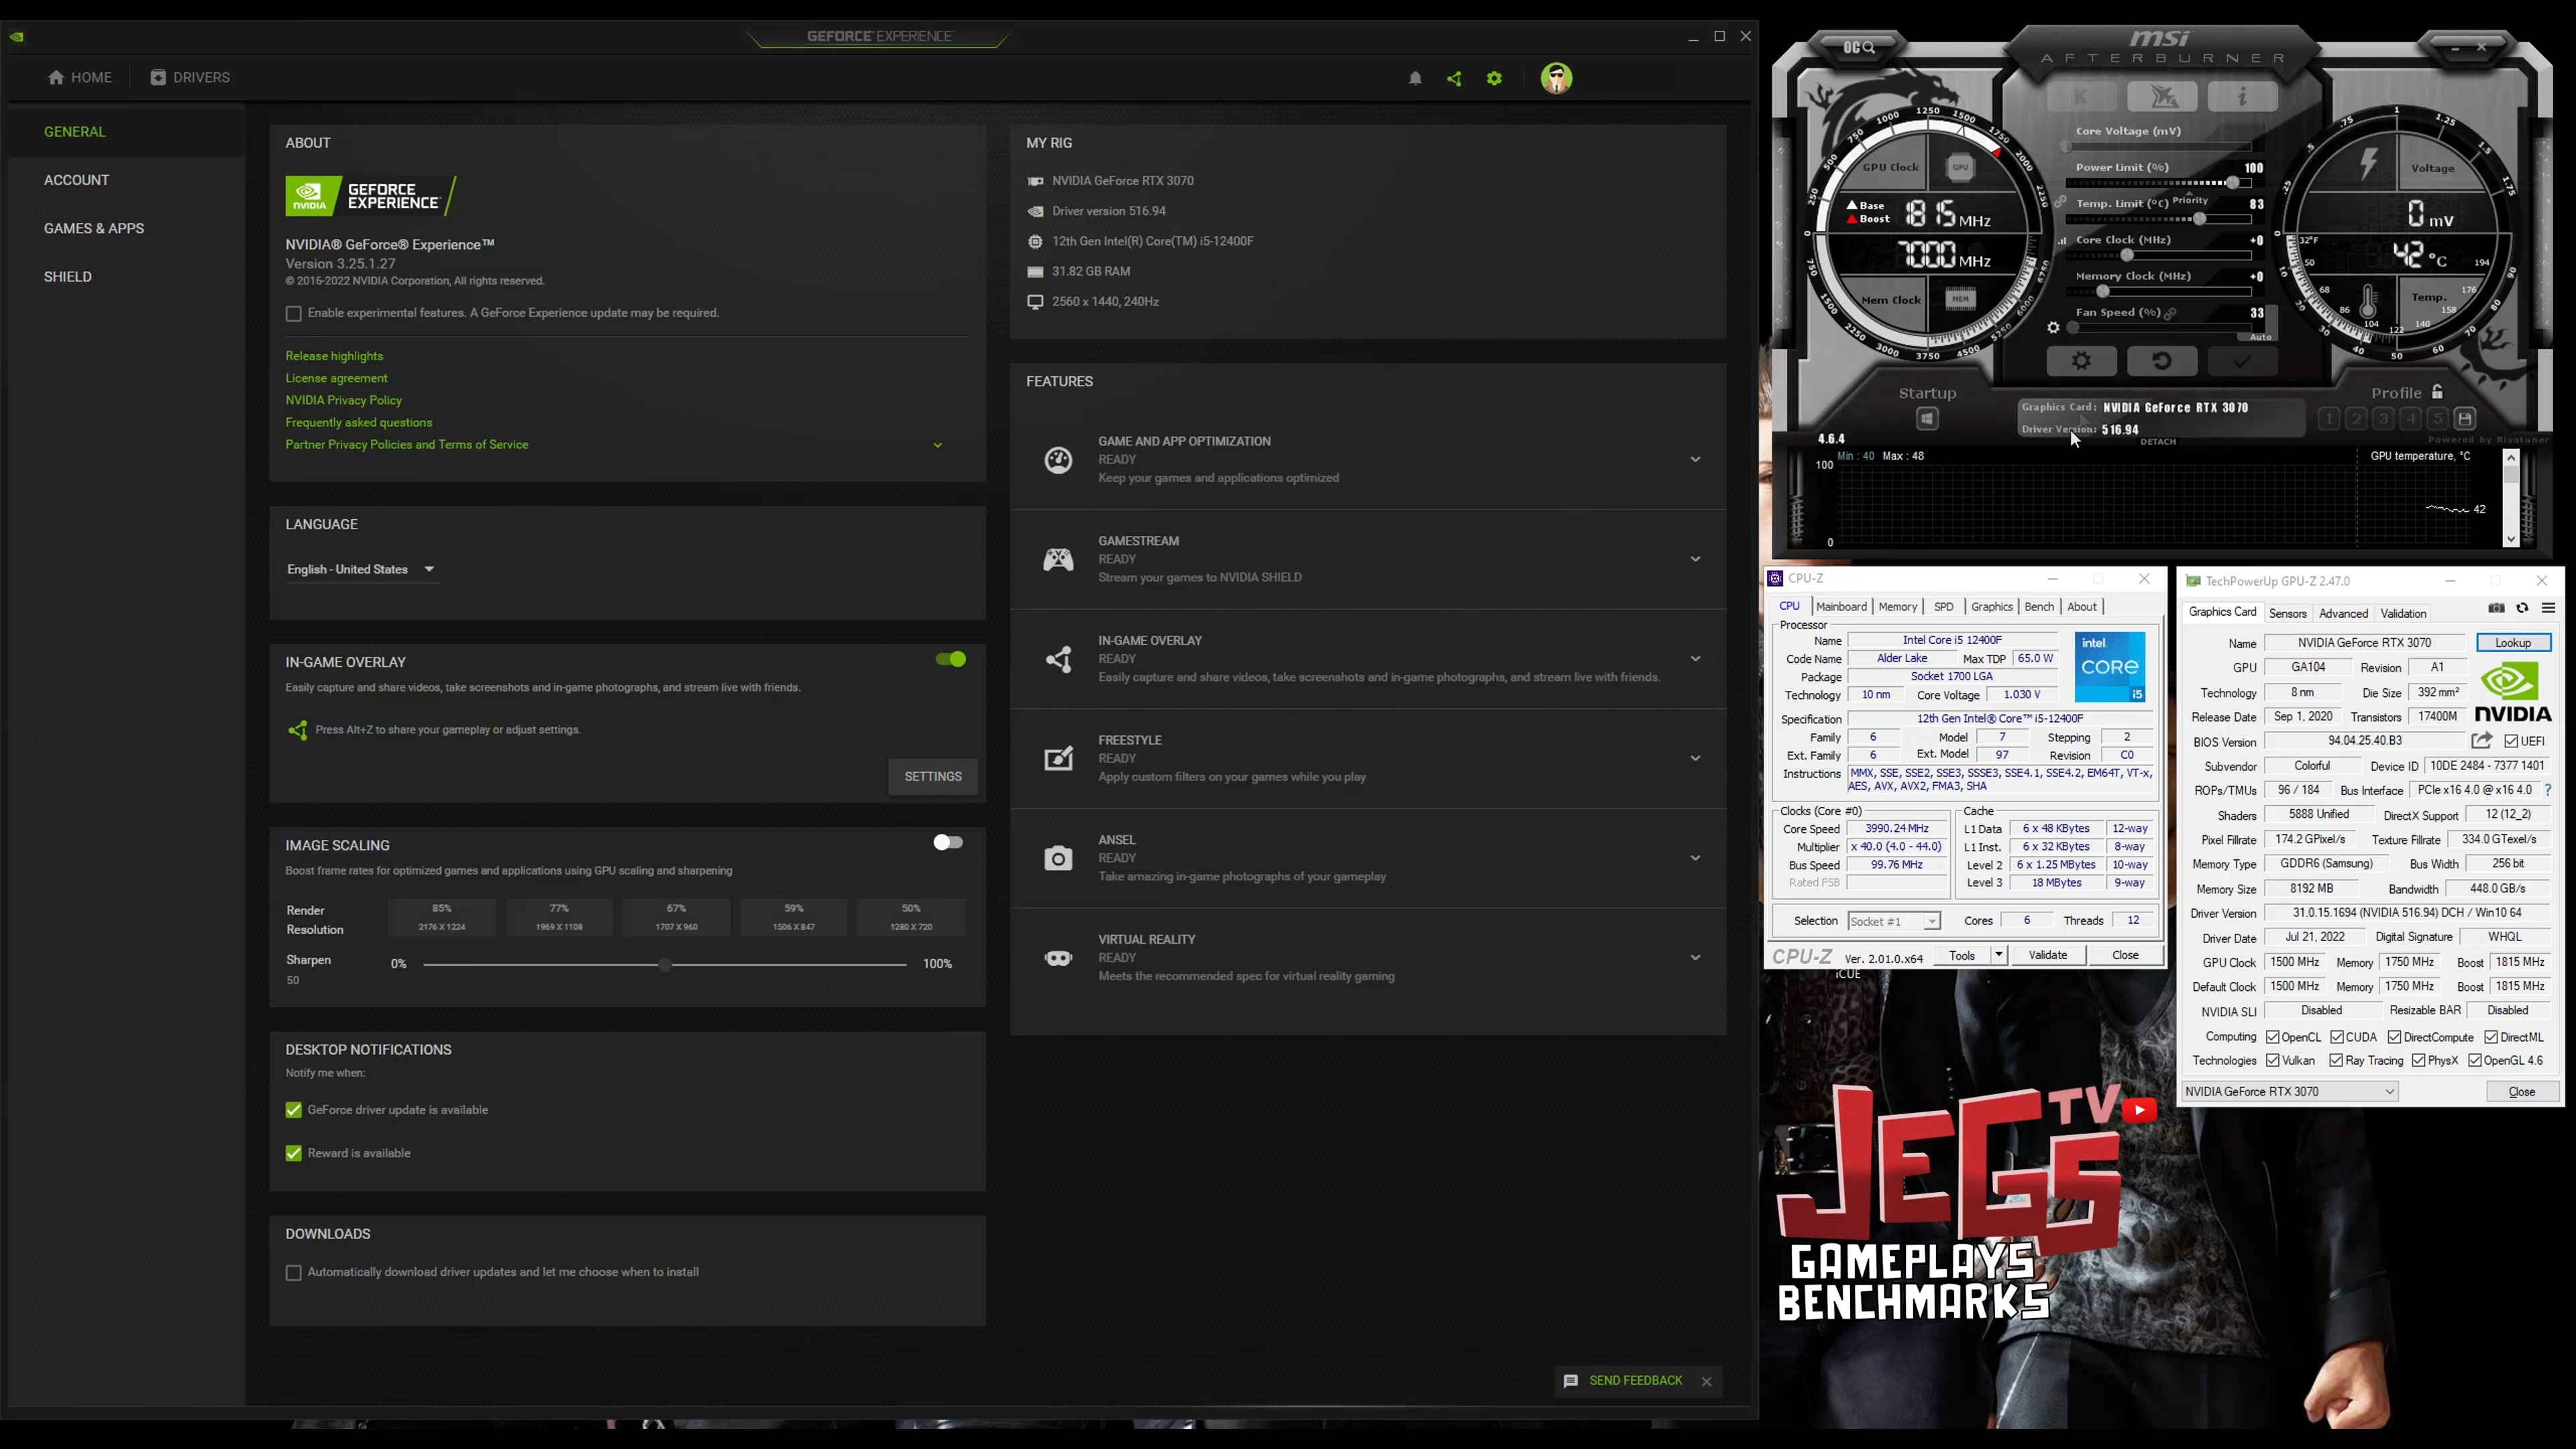 GEFORCE EXPERIENCE
HOME
DRIVERS
GENERAL
ACCOUNT
GAMES & APPS
SHIELD
ABOUT
NVIDIA
GEFORCE
EXPERIENCE
NVIDIA® GeForce® Experience™
Version 3.25.1.27
© 2016-2022 NVIDIA Corporation, All rights reserved.
Enable experimental features. A GeForce Experience update may be required.
Release highlights
License agreement
NVIDIA Privacy Policy
Frequently asked questions
Partner Privacy Policies and Terms of Service
LANGUAGE
English - United States
IN-GAME OVERLAY
Easily capture and share videos, take screenshots and in-game photographs, and stream live with friends.
Press Alt+Z to share your gameplay or adjust settings.
SETTINGS
IMAGE SCALING
Boost frame rates for optimized games and applications using GPU scaling and sharpening
Render Resolution
85% 77% 67% 59% 50%
2176 X 1224 1969 X 1108 1707 X 960 1506 X 847 1280 X 720
Sharpen 0% 100%
50
DESKTOP NOTIFICATIONS
Notify me when:
GeForce driver update is available
Reward is available
DOWNLOADS
Automatically download driver updates and let me choose when to install
MY RIG
NVIDIA GeForce RTX 3070
Driver version 516.94
12th Gen Intel(R) Core(TM) i5-12400F
31.82 GB RAM
2560 x 1440, 240Hz
FEATURES
GAME AND APP OPTIMIZATION
READY
Keep your games and applications optimized
GAMESTREAM
READY
Stream your games to NVIDIA SHIELD
IN-GAME OVERLAY
READY
Easily capture and share videos, take screenshots and in-game photographs, and stream live with friends.
FREESTYLE
READY
Apply custom filters on your games while you play
ANSEL
READY
Take amazing in-game photographs of your gameplay
VIRTUAL REALITY
READY
Meets the recommended spec for virtual reality gaming
SEND FEEDBACK
OC
msi
AFTERBURNER
K
i
GPU Clock
GPU
Base
Boost
1815 MHz
7000 MHz
Mem Clock
MEM
Core Voltage (mV)
Power Limit (%) 100
Temp. Limit (°C) Priority 83
Core Clock (MHz) +0
Memory Clock (MHz) +0
Fan Speed (%) 33
Auto
Voltage
0 mV
42 °C
Temp.
Startup
Profile
1 2 3 4 5
Graphics Card: NVIDIA GeForce RTX 3070
Driver Version: 516.94
DETACH
4.6.4
Powered by Rivatuner
Min : 40 Max : 48
GPU temperature, °C
100
42
0
CPU-Z
CPU Mainboard Memory SPD Graphics Bench About
Processor
Name Intel Core i5 12400F
Code Name Alder Lake Max TDP 65.0 W
Package Socket 1700 LGA
Technology 10 nm Core Voltage 1.030 V
intel
CORE
i5
Specification 12th Gen Intel® Core™ i5-12400F
Family 6 Model 7 Stepping 2
Ext. Family 6 Ext. Model 97 Revision C0
Instructions MMX, SSE, SSE2, SSE3, SSSE3, SSE4.1, SSE4.2, EM64T, VT-x,
AES, AVX, AVX2, FMA3, SHA
Clocks (Core #0)
Core Speed 3990.24 MHz
Multiplier x 40.0 (4.0 - 44.0)
Bus Speed 99.76 MHz
Rated FSB
Cache
L1 Data 6 x 48 KBytes 12-way
L1 Inst. 6 x 32 KBytes 8-way
Level 2 6 x 1.25 MBytes 10-way
Level 3 18 MBytes 9-way
Selection Socket #1 Cores 6 Threads 12
CPU-Z Ver. 2.01.0.x64 Tools Validate Close
iCUE
TechPowerUp GPU-Z 2.47.0
Graphics Card Sensors Advanced Validation
Name NVIDIA GeForce RTX 3070 Lookup
GPU GA104 Revision A1
Technology 8 nm Die Size 392 mm²
Release Date Sep 1, 2020 Transistors 17400M
NVIDIA
BIOS Version 94.04.25.40.B3 UEFI
Subvendor Colorful Device ID 10DE 2484 - 7377 1401
ROPs/TMUs 96 / 184 Bus Interface PCIe x16 4.0 @ x16 4.0 ?
Shaders 5888 Unified DirectX Support 12 (12_2)
Pixel Fillrate 174.2 GPixel/s Texture Fillrate 334.0 GTexel/s
Memory Type GDDR6 (Samsung) Bus Width 256 bit
Memory Size 8192 MB Bandwidth 448.0 GB/s
Driver Version 31.0.15.1694 (NVIDIA 516.94) DCH / Win10 64
Driver Date Jul 21, 2022 Digital Signature WHQL
GPU Clock 1500 MHz Memory 1750 MHz Boost 1815 MHz
Default Clock 1500 MHz Memory 1750 MHz Boost 1815 MHz
NVIDIA SLI Disabled Resizable BAR Disabled
Computing OpenCL CUDA DirectCompute DirectML
Technologies Vulkan Ray Tracing PhysX OpenGL 4.6
NVIDIA GeForce RTX 3070 Close
JEGS TV
GAMEPLAYS
BENCHMARKS